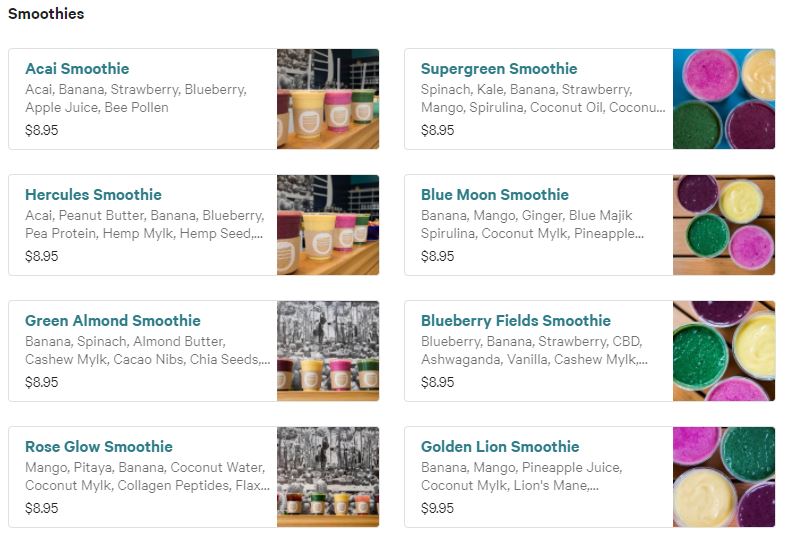 Smoothies
Acai Smoothie
Acai, Banana, Strawberry, Blueberry,
Apple Juice, Bee Pollen
$8.95
Supergreen Smoothie
Spinach, Kale, Banana, Strawberry,
Mango, Spirulina, Coconut Oil, Coconu...
$8.95
Hercules Smoothie
Acai, Peanut Butter, Banana, Blueberry,
Pea Protein, Hemp Mylk, Hemp Seed,...
$8.95
Blue Moon Smoothie
Banana, Mango, Ginger, Blue Majik
Spirulina, Coconut Mylk, Pineapple...
$8.95
Green Almond Smoothie
Banana, Spinach, Almond Butter,
Cashew Mylk, Cacao Nibs, Chia Seeds,...
$8.95
Blueberry Fields Smoothie
Blueberry, Banana, Strawberry, CBD,
Ashwaganda, Vanilla, Cashew Mylk,...
$8.95
Rose Glow Smoothie
Mango, Pitaya, Banana, Coconut Water,
Coconut Mylk, Collagen Peptides, Flax...
$8.95
Golden Lion Smoothie
Banana, Mango, Pineapple Juice,
Coconut Mylk, Lion's Mane,...
$9.95